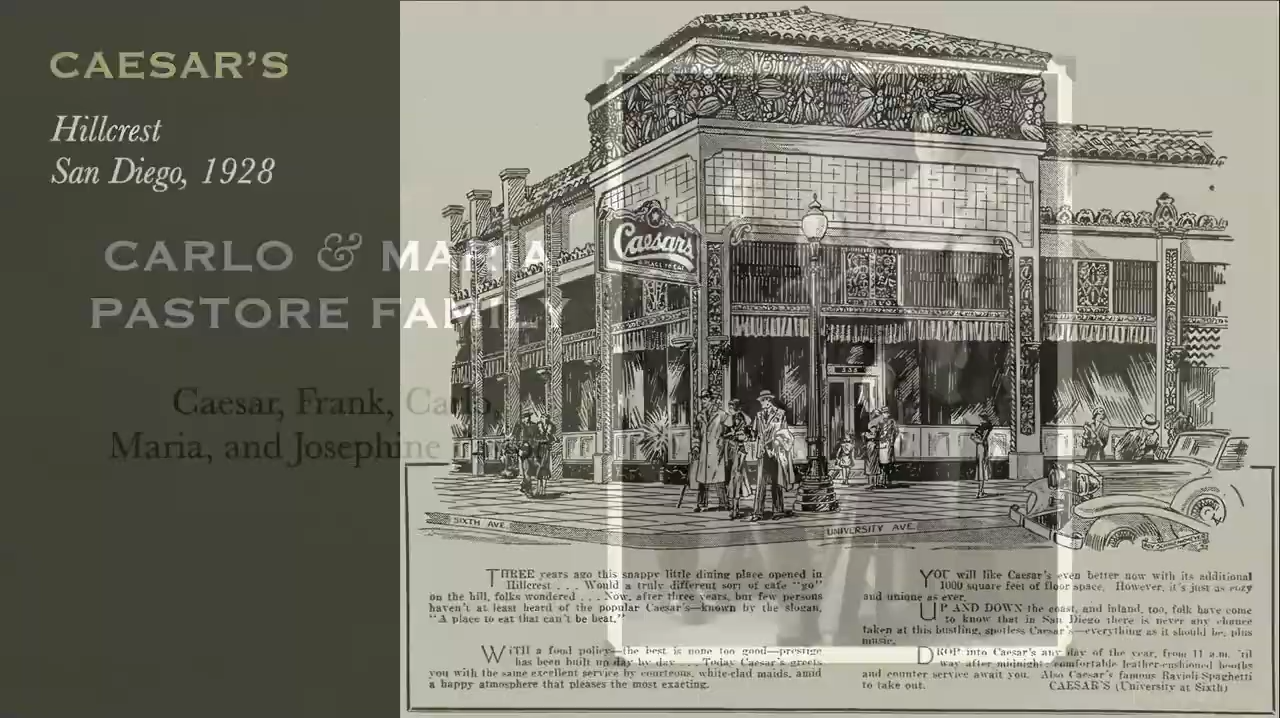 CAESAR'S
Hillcrest
San Diego, 1928
CARLO & MARIA
PASTORE FAMILY
Caesar, Frank, Carlo,
Maria, and Josephine
Caesar's
333
SIXTH AVE.
UNIVERSITY AVE.
THREE years ago this snappy little dining place opened in
Hillcrest . . . . Would a truly different sort of cafe "go"
on the hill, folks wondered . . . Now, after three years, but few persons
haven't at least heard of the popular Caesar's—known by the slogan,
"A place to eat that can't be beat."
WITH a food policy—the best is none too good—prestige
has been built up day by day . . . Today Caesar's greets
you with the same excellent service by courteous, white-clad maids, amid
a happy atmosphere that pleases the most exacting.
YOU will like Caesar's even better now with its additional
1000 square feet of floor space. However, it's just as cozy
and unique as ever.
UP AND DOWN the coast, and inland, too, folk have come
to know that in San Diego there is never any chance
taken at this bustling, spotless Caesar's—everything as it should be, plus
music.
DROP into Caesar's any day of the year, from 11 a.m. 'til
way after midnight; comfortable leather-cushioned booths
and counter service await you. Also Caesar's famous Ravioli-Spaghetti
to take out. CAESAR'S (University at Sixth)